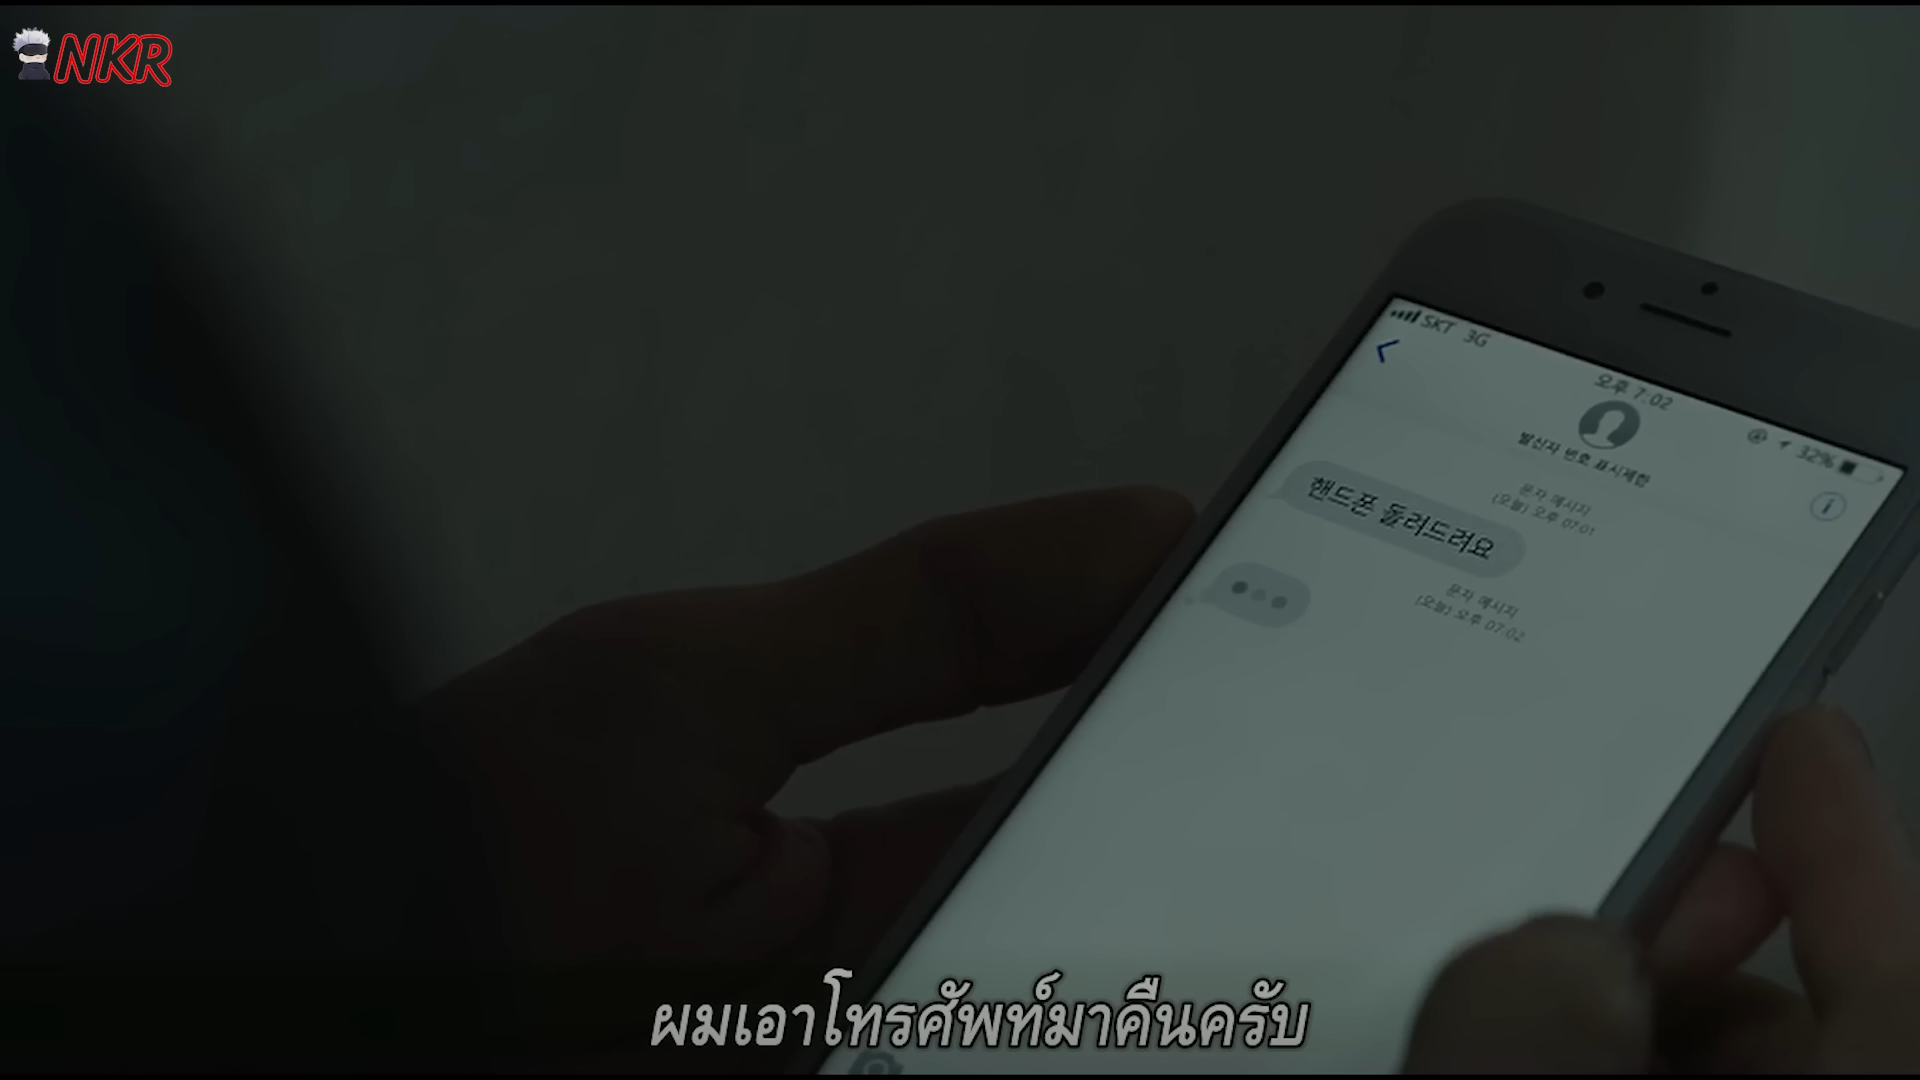 NKR
SKT 3G
오후 7:02
32%
발신자 번호 표시제한
문자 메시지
(오늘) 오후 07:01
핸드폰 돌려드려요
문자 메시지
(오늘) 오후 07:02
ผมเอาโทรศัพท์มาคืนครับ